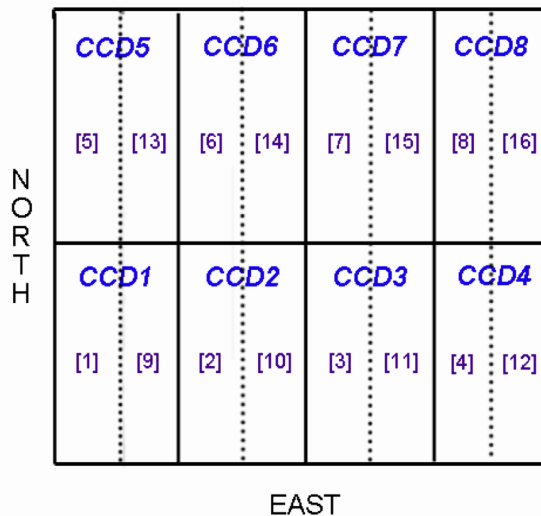 CCD5 CCD6 CCD7 CCD8
[5] [13] [6] [14] [7] [15] [8] [16]
NORTH
CCD1 CCD2 CCD3 CCD4
[1] [9] [2] [10] [3] [11] [4] [12]
EAST